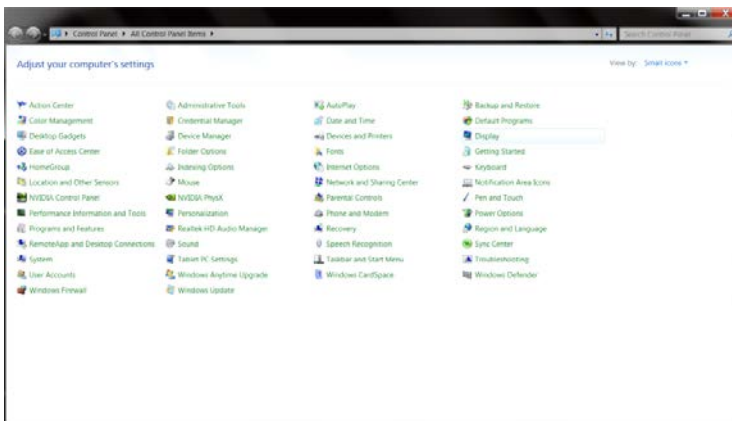 Control Panel ▸ All Control Panel Items ▸
Search Control Panel
Adjust your computer's settings
View by: Small icons
Action Center
Administrative Tools
AutoPlay
Backup and Restore
Color Management
Credential Manager
Date and Time
Default Programs
Desktop Gadgets
Device Manager
Devices and Printers
Display
Ease of Access Center
Folder Options
Fonts
Getting Started
HomeGroup
Indexing Options
Internet Options
Keyboard
Location and Other Sensors
Mouse
Network and Sharing Center
Notification Area Icons
NVIDIA Control Panel
NVIDIA PhysX
Parental Controls
Pen and Touch
Performance Information and Tools
Personalization
Phone and Modem
Power Options
Programs and Features
Realtek HD Audio Manager
Recovery
Region and Language
RemoteApp and Desktop Connections
Sound
Speech Recognition
Sync Center
System
Tablet PC Settings
Taskbar and Start Menu
Troubleshooting
User Accounts
Windows Anytime Upgrade
Windows CardSpace
Windows Defender
Windows Firewall
Windows Update